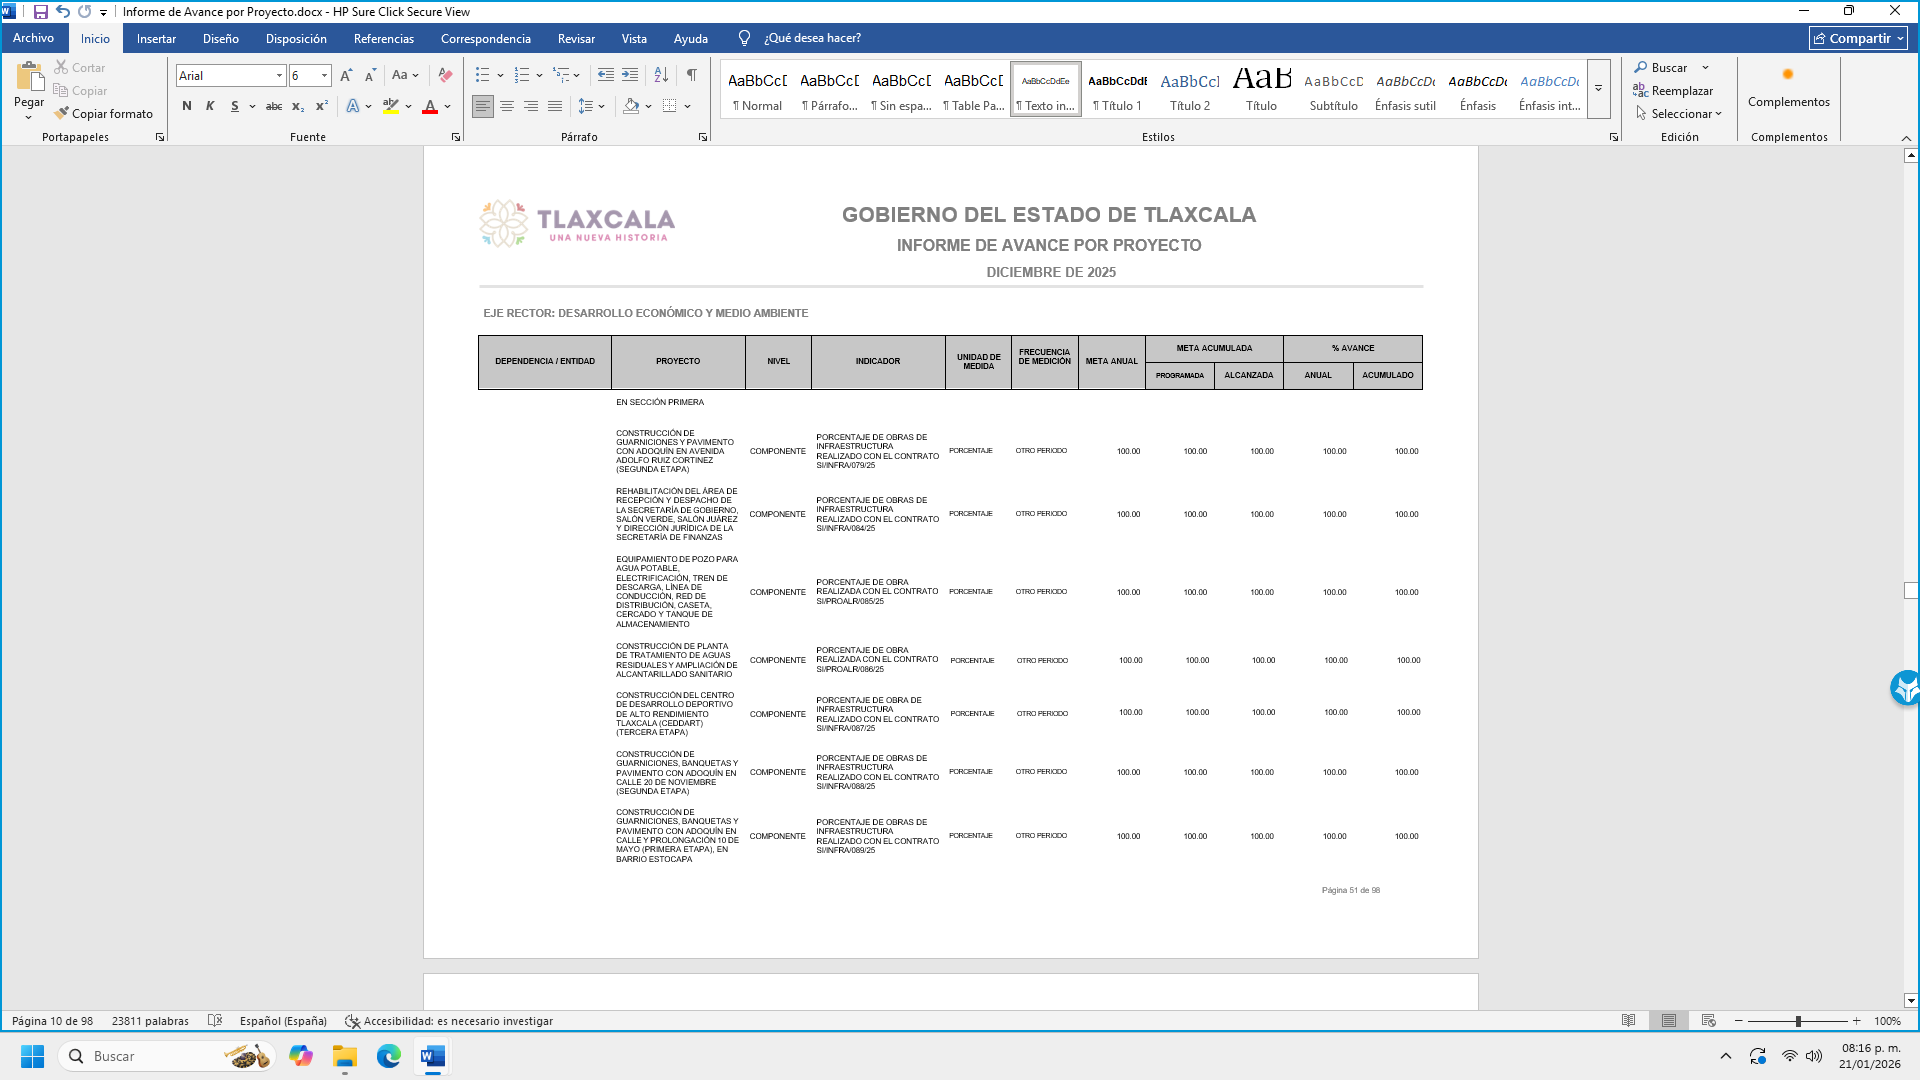 Informe de Avance por Proyecto.docx - HP Sure Click Secure View
Archivo Inicio Insertar Diseño Disposición Referencias Correspondencia Revisar Vista Ayuda ¿Qué desea hacer? Compartir
Pegar
Cortar
Copiar
Copiar formato
Portapapeles
Arial 6
Fuente
Párrafo
AaBbCcI AaBbCcI AaBbCcI AaBbCcI AaBbCcDdEe AaBbCcDdI AaBbCcI AaB AaBbCcD AaBbCcDc AaBbCcDc AaBbCcDc
¶ Normal ¶ Párrafo... ¶ Sin espa... ¶ Table Pa... ¶ Texto in... ¶ Título 1 Título 2 Título Subtítulo Énfasis sutil Énfasis Énfasis int...
Estilos
Buscar
Reemplazar
Seleccionar
Edición
Complementos
Complementos
TLAXCALA
UNA NUEVA HISTORIA
GOBIERNO DEL ESTADO DE TLAXCALA
INFORME DE AVANCE POR PROYECTO
DICIEMBRE DE 2025
EJE RECTOR: DESARROLLO ECONÓMICO Y MEDIO AMBIENTE
DEPENDENCIA / ENTIDAD PROYECTO NIVEL INDICADOR UNIDAD DE MEDIDA FRECUENCIA DE MEDICIÓN META ANUAL META ACUMULADA % AVANCE
PROGRAMADA ALCANZADA ANUAL ACUMULADO
EN SECCIÓN PRIMERA
CONSTRUCCIÓN DE
GUARNICIONES Y PAVIMENTO
CON ADOQUÍN EN AVENIDA
ADOLFO RUIZ CORTINEZ
(SEGUNDA ETAPA)
COMPONENTE
PORCENTAJE DE OBRAS DE
INFRAESTRUCTURA
REALIZADO CON EL CONTRATO
SI/INFRA/079/25
PORCENTAJE OTRO PERIODO 100.00 100.00 100.00 100.00 100.00
REHABILITACIÓN DEL ÁREA DE
RECEPCIÓN Y DESPACHO DE
LA SECRETARÍA DE GOBIERNO,
SALÓN VERDE, SALÓN JUÁREZ
Y DIRECCIÓN JURÍDICA DE LA
SECRETARÍA DE FINANZAS
COMPONENTE
PORCENTAJE DE OBRAS DE
INFRAESTRUCTURA
REALIZADO CON EL CONTRATO
SI/INFRA/084/25
PORCENTAJE OTRO PERIODO 100.00 100.00 100.00 100.00 100.00
EQUIPAMIENTO DE POZO PARA
AGUA POTABLE,
ELECTRIFICACIÓN, TREN DE
DESCARGA, LÍNEA DE
CONDUCCIÓN, RED DE
DISTRIBUCIÓN, CASETA,
CERCADO Y TANQUE DE
ALMACENAMIENTO
COMPONENTE
PORCENTAJE DE OBRA
REALIZADA CON EL CONTRATO
SI/PROALR/085/25
PORCENTAJE OTRO PERIODO 100.00 100.00 100.00 100.00 100.00
CONSTRUCCIÓN DE PLANTA
DE TRATAMIENTO DE AGUAS
RESIDUALES Y AMPLIACIÓN DE
ALCANTARILLADO SANITARIO
COMPONENTE
PORCENTAJE DE OBRA
REALIZADA CON EL CONTRATO
SI/PROALR/086/25
PORCENTAJE OTRO PERIODO 100.00 100.00 100.00 100.00 100.00
CONSTRUCCIÓN DEL CENTRO
DE DESARROLLO DEPORTIVO
DE ALTO RENDIMIENTO
TLAXCALA (CEDDART)
(TERCERA ETAPA)
COMPONENTE
PORCENTAJE DE OBRA DE
INFRAESTRUCTURA
REALIZADO CON EL CONTRATO
SI/INFRA/087/25
PORCENTAJE OTRO PERIODO 100.00 100.00 100.00 100.00 100.00
CONSTRUCCIÓN DE
GUARNICIONES, BANQUETAS Y
PAVIMENTO CON ADOQUÍN EN
CALLE 20 DE NOVIEMBRE
(SEGUNDA ETAPA)
COMPONENTE
PORCENTAJE DE OBRAS DE
INFRAESTRUCTURA
REALIZADO CON EL CONTRATO
SI/INFRA/088/25
PORCENTAJE OTRO PERIODO 100.00 100.00 100.00 100.00 100.00
CONSTRUCCIÓN DE
GUARNICIONES, BANQUETAS Y
PAVIMENTO CON ADOQUÍN EN
CALLE Y PROLONGACIÓN 10 DE
MAYO (PRIMERA ETAPA), EN
BARRIO ESTOCAPA
COMPONENTE
PORCENTAJE DE OBRAS DE
INFRAESTRUCTURA
REALIZADO CON EL CONTRATO
SI/INFRA/089/25
PORCENTAJE OTRO PERIODO 100.00 100.00 100.00 100.00 100.00
Página 51 de 98
Página 10 de 98 23811 palabras Español (España) Accesibilidad: es necesario investigar 100%
Buscar
08:16 p. m.
21/01/2026